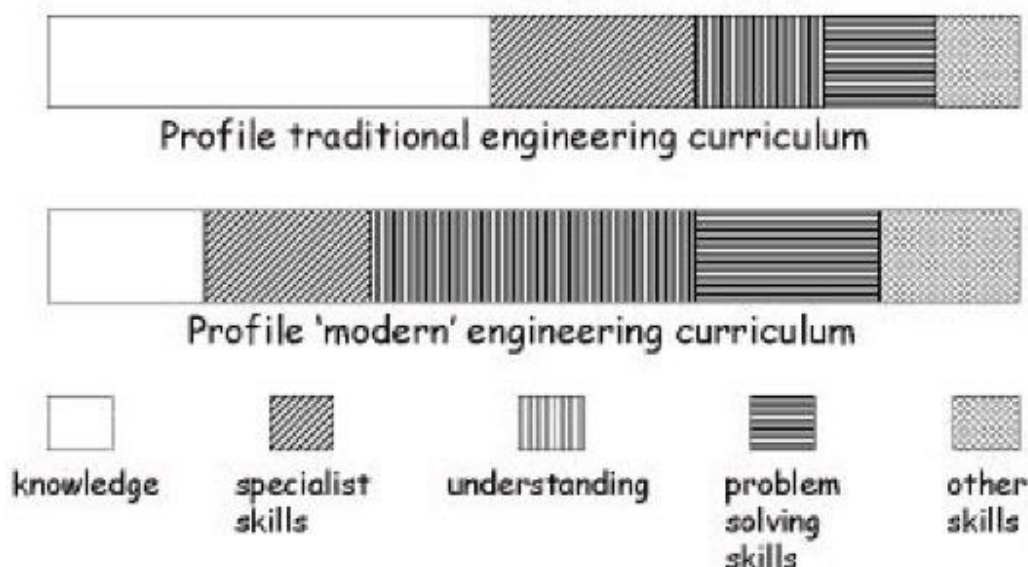 Profile traditional engineering curriculum
Profile 'modern' engineering curriculum
knowledge
specialist
skills
understanding
problem
solving
skills
other
skills